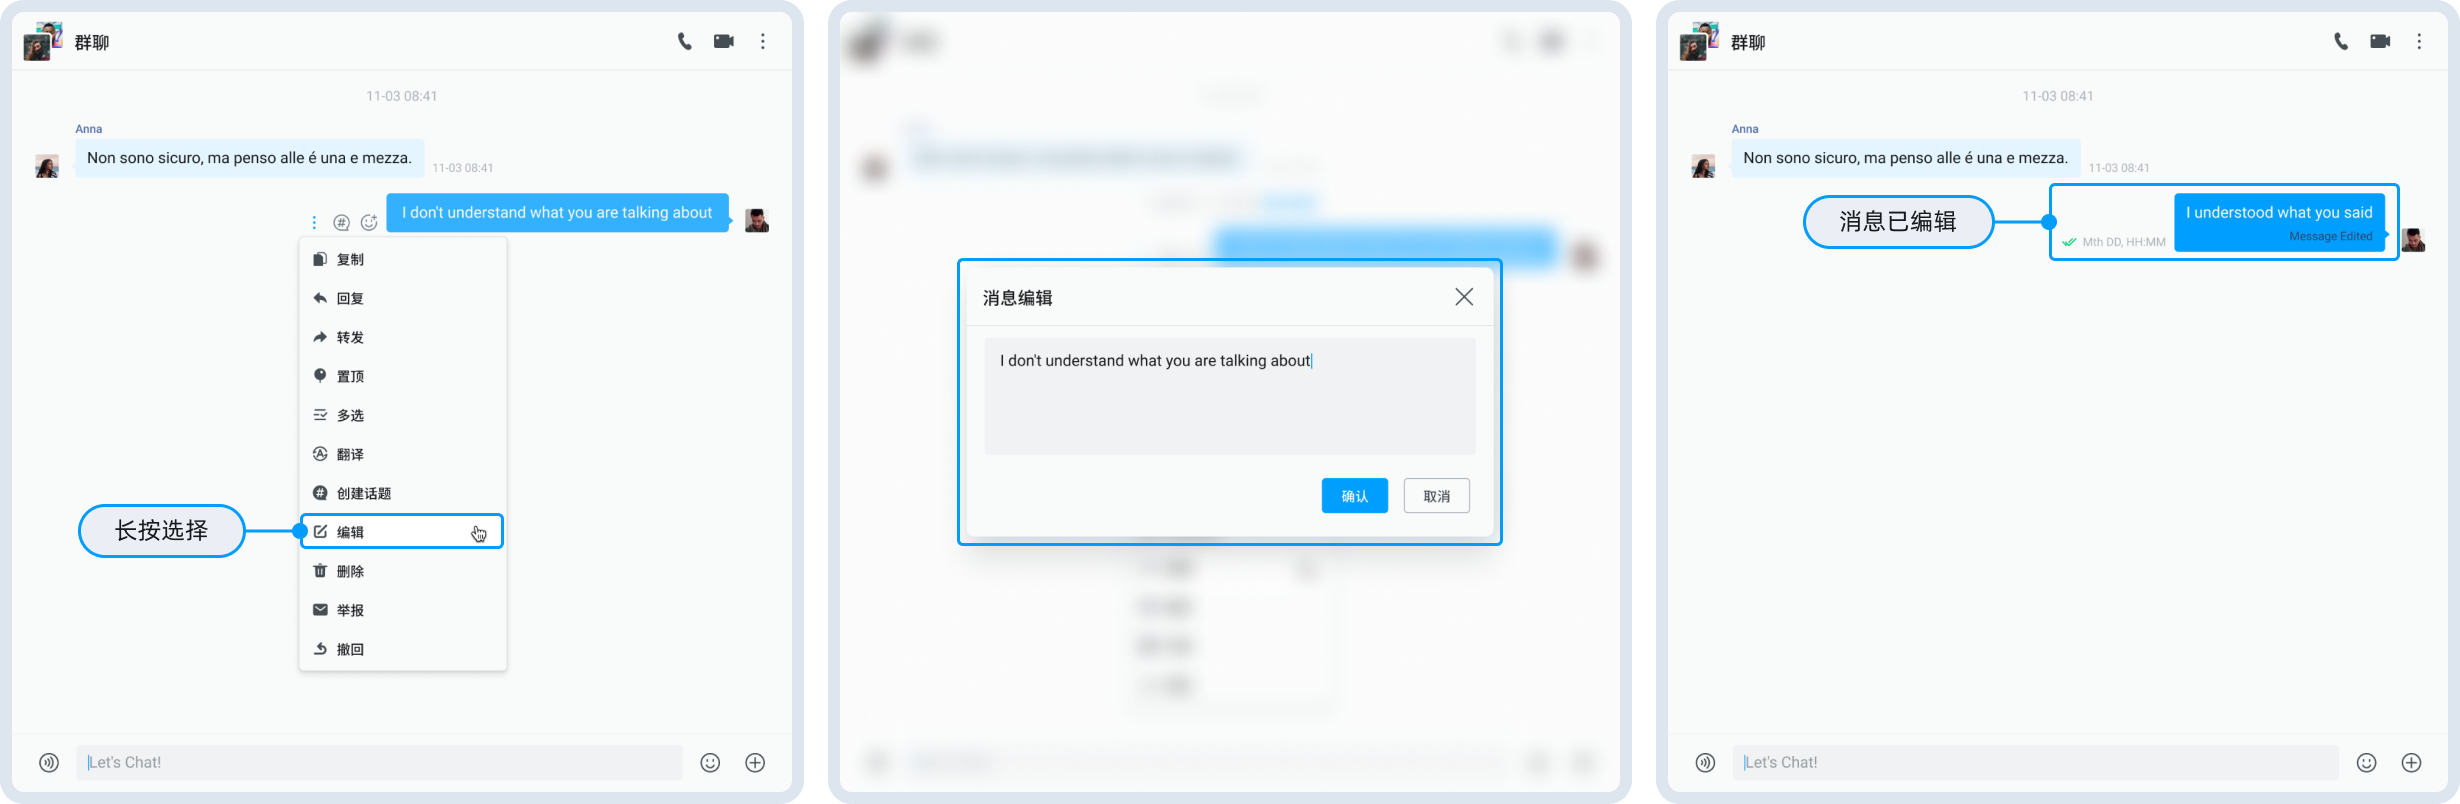 群聊
11-03 08:41
Anna
Non sono sicuro, ma penso alle é una e mezza.
11-03 08:41
I don't understand what you are talking about
复制
回复
转发
置顶
多选
翻译
创建话题
长按选择
编辑
删除
举报
撤回
Let's Chat!
消息编辑
I don't understand what you are talking about
确认
取消
群聊
11-03 08:41
Anna
Non sono sicuro, ma penso alle é una e mezza.
11-03 08:41
消息已编辑
I understood what you said
Mth DD, HH:MM
Message Edited
Let's Chat!